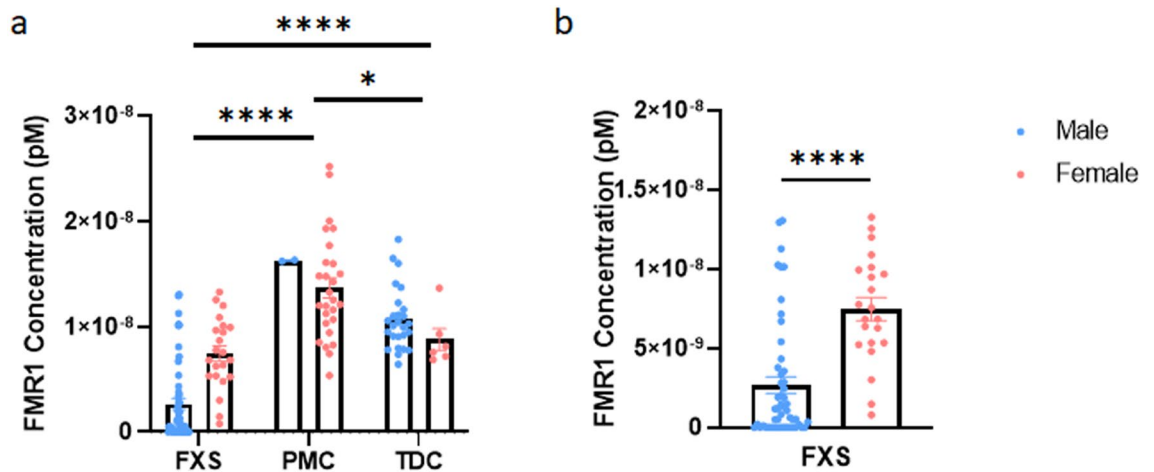 a
****
*
****
FMR1 Concentration (pM)
3×10⁻⁸
2×10⁻⁸
1×10⁻⁸
0
FXS PMC TDC
b
****
FMR1 Concentration (pM)
2×10⁻⁸
1.5×10⁻⁸
1×10⁻⁸
5×10⁻⁹
0
FXS
Male
Female